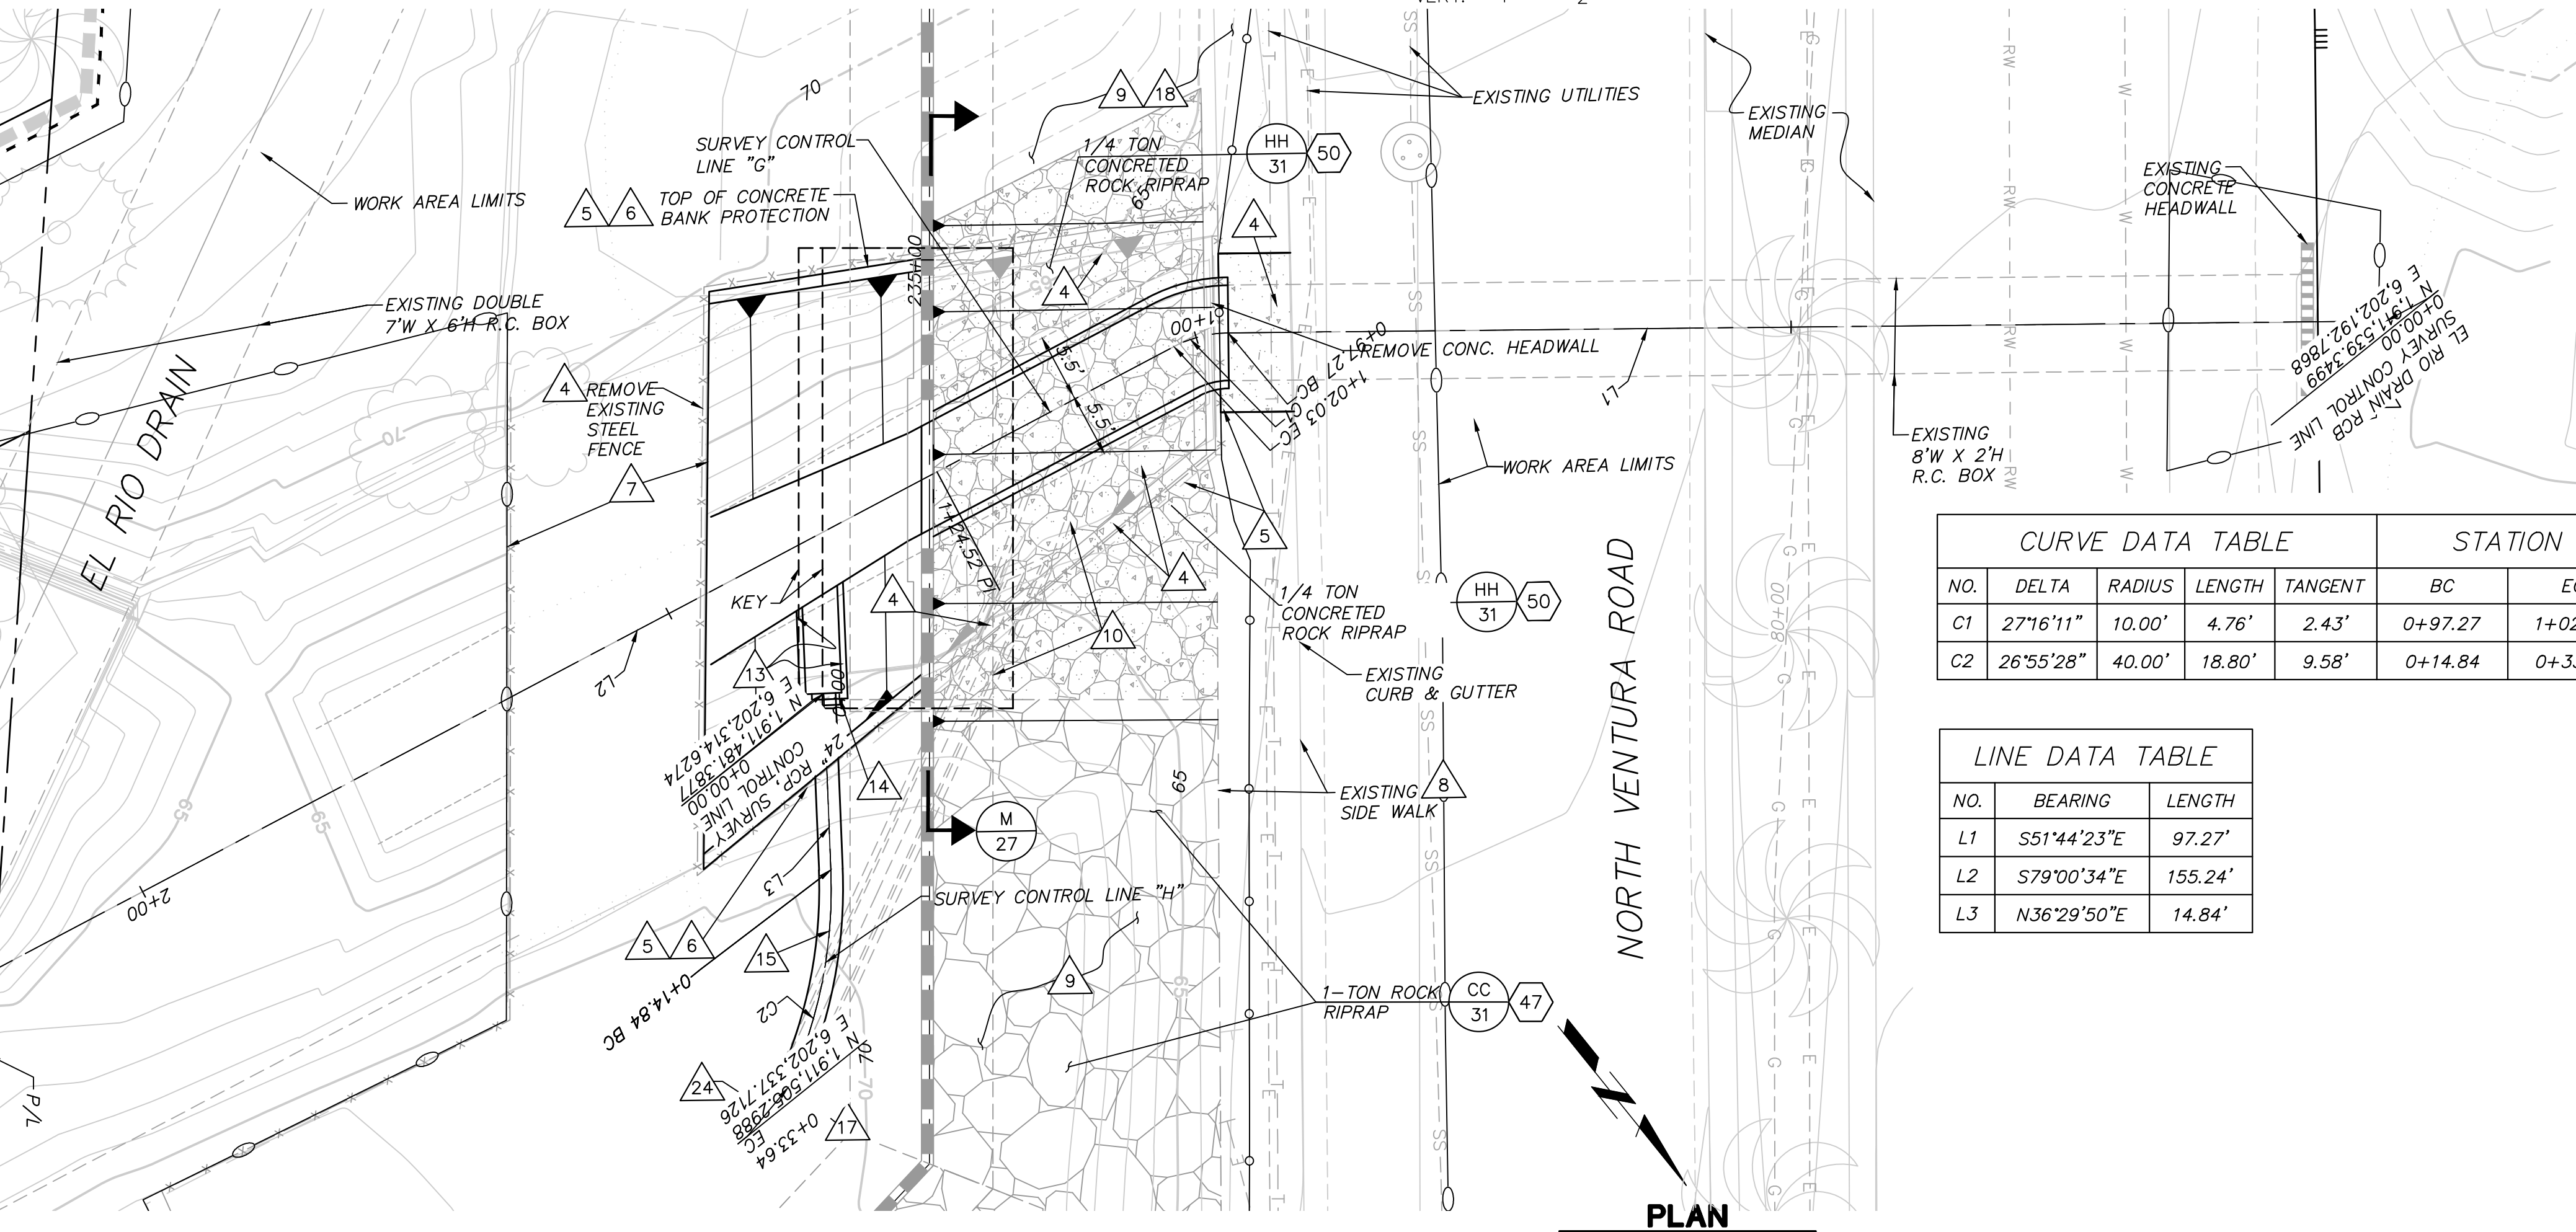 EXISTING UTILITIES
EXISTING
MEDIAN
70
9
18
SURVEY CONTROL
LINE "G"
1/4 TON
CONCRETED
ROCK RIPRAP
65
HH
31
50
WORK AREA LIMITS
5
6
TOP OF CONCRETE
BANK PROTECTION
EXISTING
CONCRETE
HEADWALL
4
235+00
4
65
EXISTING DOUBLE
7'W X 6'H R.C. BOX
1+00
REMOVE CONC. HEADWALL
0+97.27 BC
1+02.03 EC
C1
5.5'
5.5'
L1
EL RIO DRAIN RCB
SURVEY CONTROL LINE
0+00.00
N 1,911,539.3499
E 6,202,192.7868
EL RIO DRAIN
4
REMOVE
EXISTING
STEEL
FENCE
70
7
WORK AREA LIMITS
EXISTING
8'W X 2'H
R.C. BOX
1+24.52 PI
5
4
KEY
4
10
1/4 TON
CONCRETED
ROCK RIPRAP
HH
31
50
EXISTING
CURB & GUTTER
NORTH VENTURA ROAD
80+00
L2
13
24" RCP, SURVEY
CONTROL LINE
0+00.00
N 1,911,481.3877
E 6,202,314.6274
14
65
65
65
EXISTING
SIDE WALK
8
M
27
L3
SURVEY CONTROL LINE "H"
2+00
5
6
15
9
65
1-TON ROCK
RIPRAP
CC
31
47
0+14.84 BC
C2
24
0+33.64 EC
N 1,911,505.2988
E 6,202,337.7126
17
70
70
P/L
CURVE DATA TABLE
STATION
NO. DELTA RADIUS LENGTH TANGENT BC
C1 27°16'11" 10.00' 4.76' 2.43' 0+97.27
C2 26°55'28" 40.00' 18.80' 9.58' 0+14.84
LINE DATA TABLE
NO. BEARING LENGTH
L1 S51°44'23"E 97.27'
L2 S79°00'34"E 155.24'
L3 N36°29'50"E 14.84'
PLAN